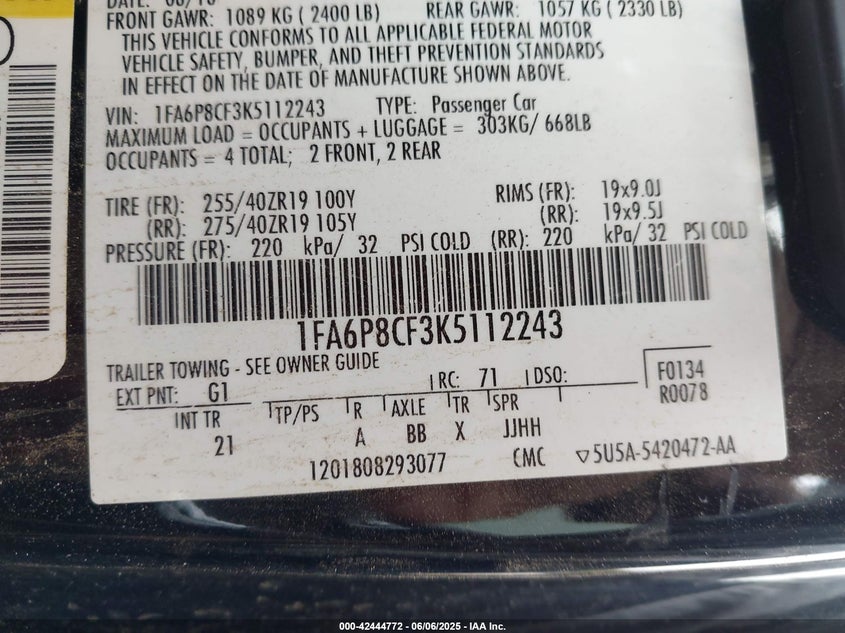 FRONT GAWR: 1089 KG ( 2400 LB) REAR GAWR: 1057 KG ( 2330 LB)
THIS VEHICLE CONFORMS TO ALL APPLICABLE FEDERAL MOTOR
VEHICLE SAFETY, BUMPER, AND THEFT PREVENTION STANDARDS
IN EFFECT ON THE DATE OF MANUFACTURE SHOWN ABOVE.
VIN: 1FA6P8CF3K5112243 TYPE: Passenger Car
MAXIMUM LOAD = OCCUPANTS + LUGGAGE = 303KG/ 668LB
OCCUPANTS = 4 TOTAL; 2 FRONT, 2 REAR
TIRE (FR): 255/40ZR19 100Y RIMS (FR): 19x9.0J
(RR): 275/40ZR19 105Y (RR): 19x9.5J
PRESSURE (FR): 220 kPa/ 32 PSI COLD (RR): 220 kPa/ 32 PSI COLD
1FA6P8CF3K5112243
TRAILER TOWING - SEE OWNER GUIDE
EXT PNT: G1 RC: 71 DSO: F0134
R0078
INT TR TP/PS R AXLE TR SPR
21 A BB X JJHH
1201808293077 CMC ▽5U5A-5420472-AA
000-42444772 - 06/06/2025 - IAA Inc.